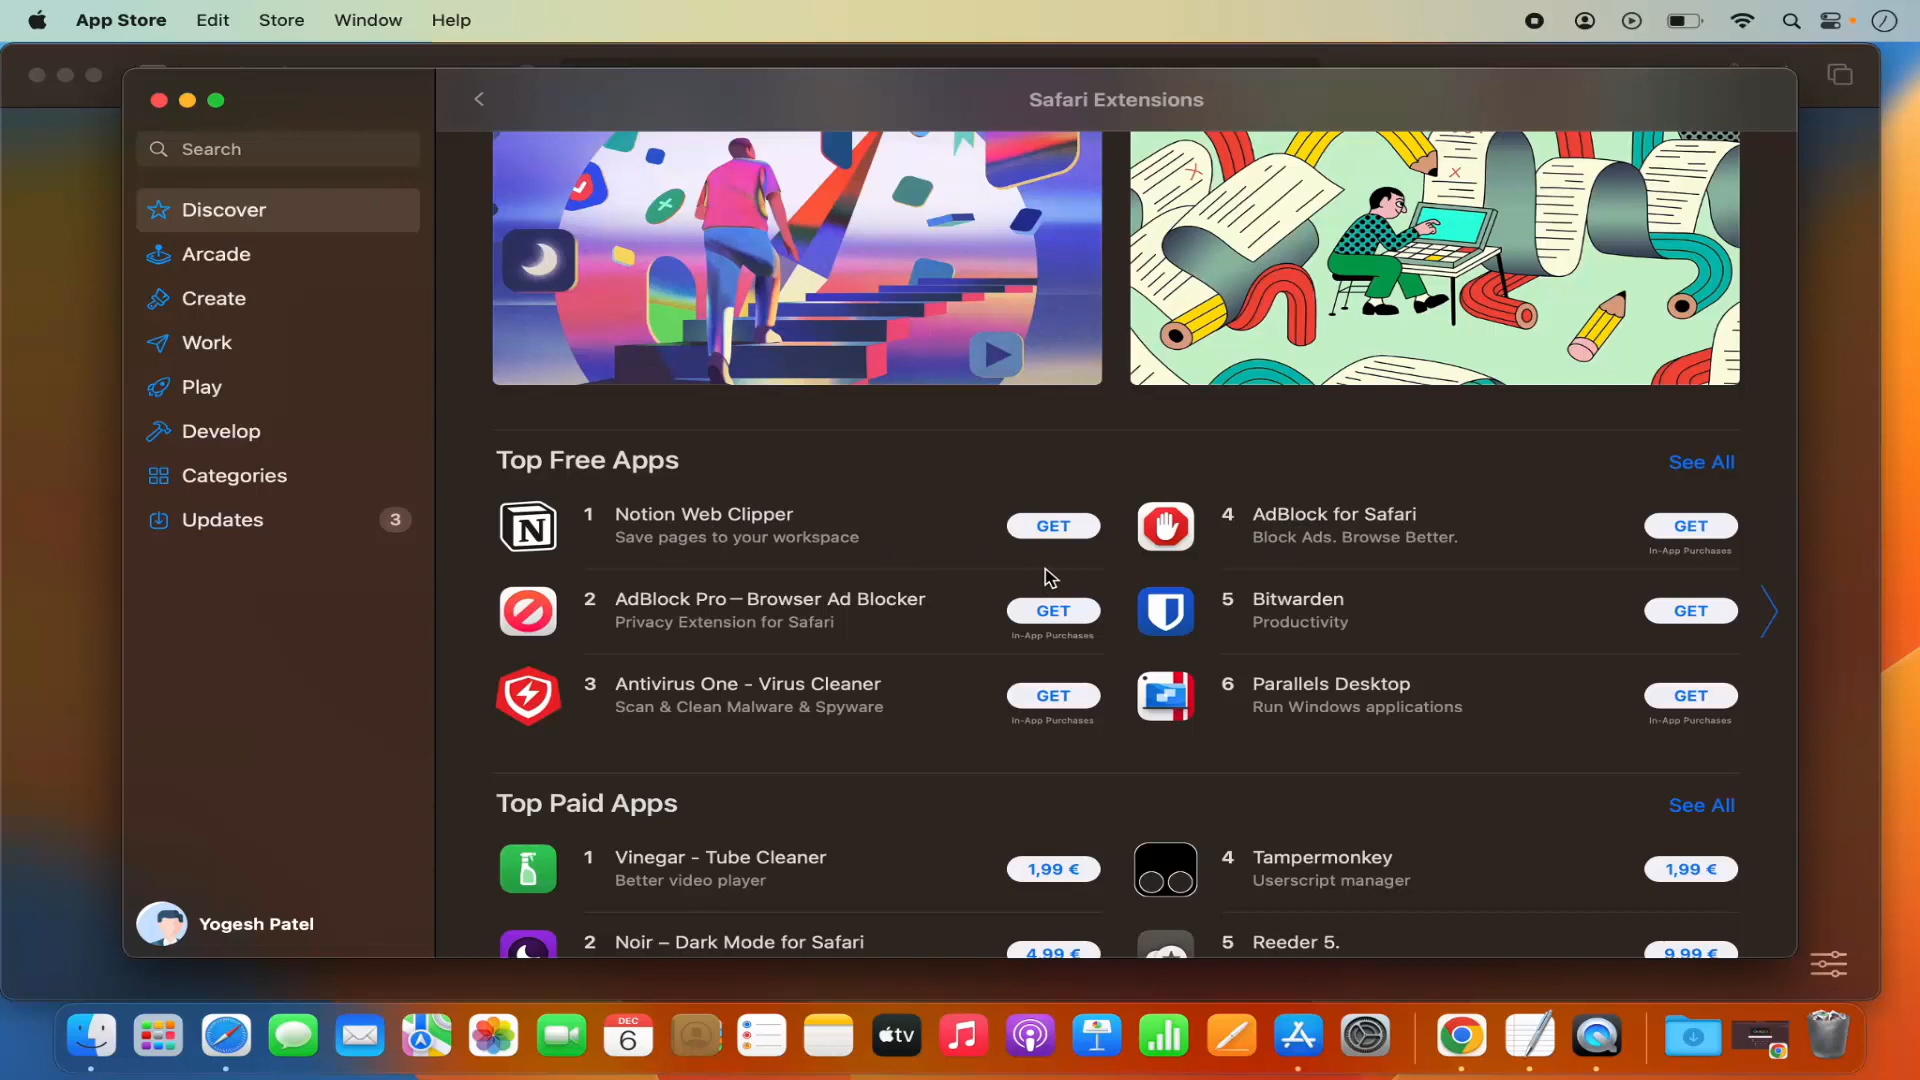 App Store Edit Store Window Help
Safari Extensions
Search
Discover
Arcade
Create
Work
Play
Develop
Categories
Updates 3
Yogesh Patel
Top Free Apps See All
1 Notion Web Clipper
Save pages to your workspace
GET
4 AdBlock for Safari
Block Ads. Browse Better.
GET
In-App Purchases
2 AdBlock Pro — Browser Ad Blocker
Privacy Extension for Safari
GET
In-App Purchases
5 Bitwarden
Productivity
GET
3 Antivirus One - Virus Cleaner
Scan & Clean Malware & Spyware
GET
In-App Purchases
6 Parallels Desktop
Run Windows applications
GET
In-App Purchases
Top Paid Apps See All
1 Vinegar - Tube Cleaner
Better video player
1,99 €
4 Tampermonkey
Userscript manager
1,99 €
2 Noir – Dark Mode for Safari
4,99 €
5 Reeder 5.
9,99 €
DEC
6
tv